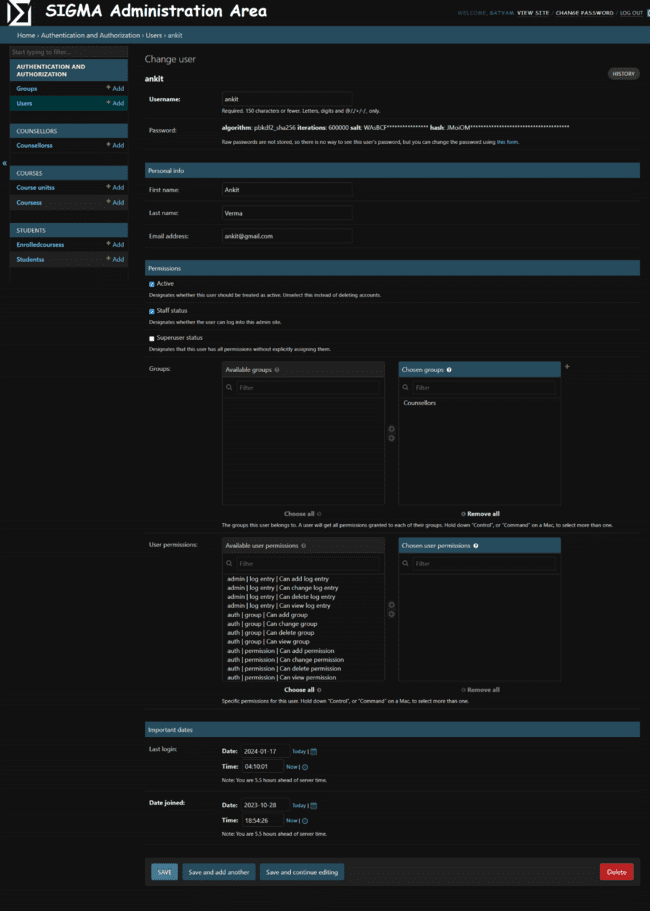 SIGMA Administration Area
WELCOME, SATYAM. VIEW SITE / CHANGE PASSWORD / LOG OUT
Home › Authentication and Authorization › Users › ankit
Start typing to filter...
AUTHENTICATION AND
AUTHORIZATION
Groups + Add
Users + Add
COUNSELLORS
Counsellorss + Add
«
COURSES
Course unitss + Add
Coursess + Add
STUDENTS
Enrolledcoursess + Add
Studentss + Add
Change user
ankit
HISTORY
Username: ankit
Required. 150 characters or fewer. Letters, digits and @/./+/-/_ only.
Password: algorithm: pbkdf2_sha256 iterations: 600000 salt: WAsBCF**************** hash: JMoiOM**************************************
Raw passwords are not stored, so there is no way to see this user's password, but you can change the password using this form.
Personal info
First name: Ankit
Last name: Verma
Email address: ankit@gmail.com
Permissions
Active
Designates whether this user should be treated as active. Unselect this instead of deleting accounts.
Staff status
Designates whether the user can log into this admin site.
Superuser status
Designates that this user has all permissions without explicitly assigning them.
Groups: Available groups Chosen groups +
Filter Filter
Counsellors
Choose all Remove all
The groups this user belongs to. A user will get all permissions granted to each of their groups. Hold down "Control", or "Command" on a Mac, to select more than one.
User permissions: Available user permissions Chosen user permissions
Filter Filter
admin | log entry | Can add log entry
admin | log entry | Can change log entry
admin | log entry | Can delete log entry
admin | log entry | Can view log entry
auth | group | Can add group
auth | group | Can change group
auth | group | Can delete group
auth | group | Can view group
auth | permission | Can add permission
auth | permission | Can change permission
auth | permission | Can delete permission
auth | permission | Can view permission
Choose all Remove all
Specific permissions for this user. Hold down "Control", or "Command" on a Mac, to select more than one.
Important dates
Last login: Date: 2024-01-17 Today |
Time: 04:10:01 Now |
Note: You are 5.5 hours ahead of server time.
Date joined: Date: 2023-10-28 Today |
Time: 18:54:26 Now |
Note: You are 5.5 hours ahead of server time.
SAVE Save and add another Save and continue editing Delete